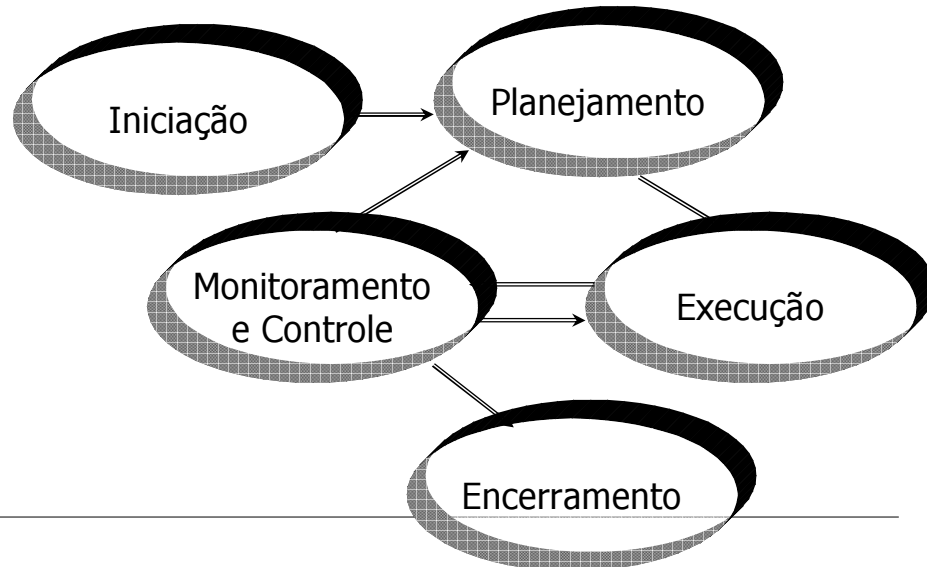 Iniciação
Planejamento
Monitoramento
e Controle
Execução
Encerramento